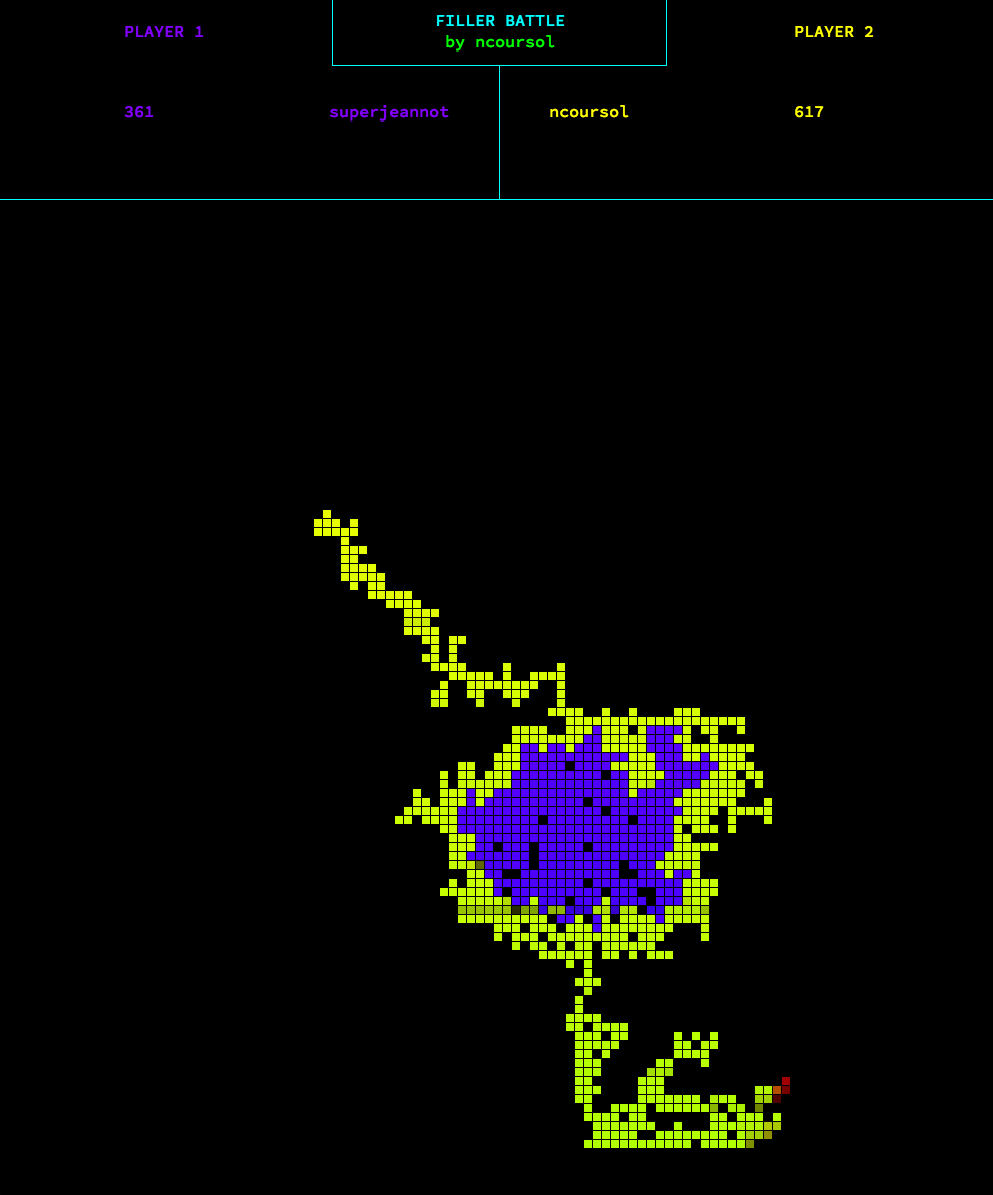 PLAYER 1
FILLER BATTLE
by ncoursol
PLAYER 2
361
superjeannot
ncoursol
617